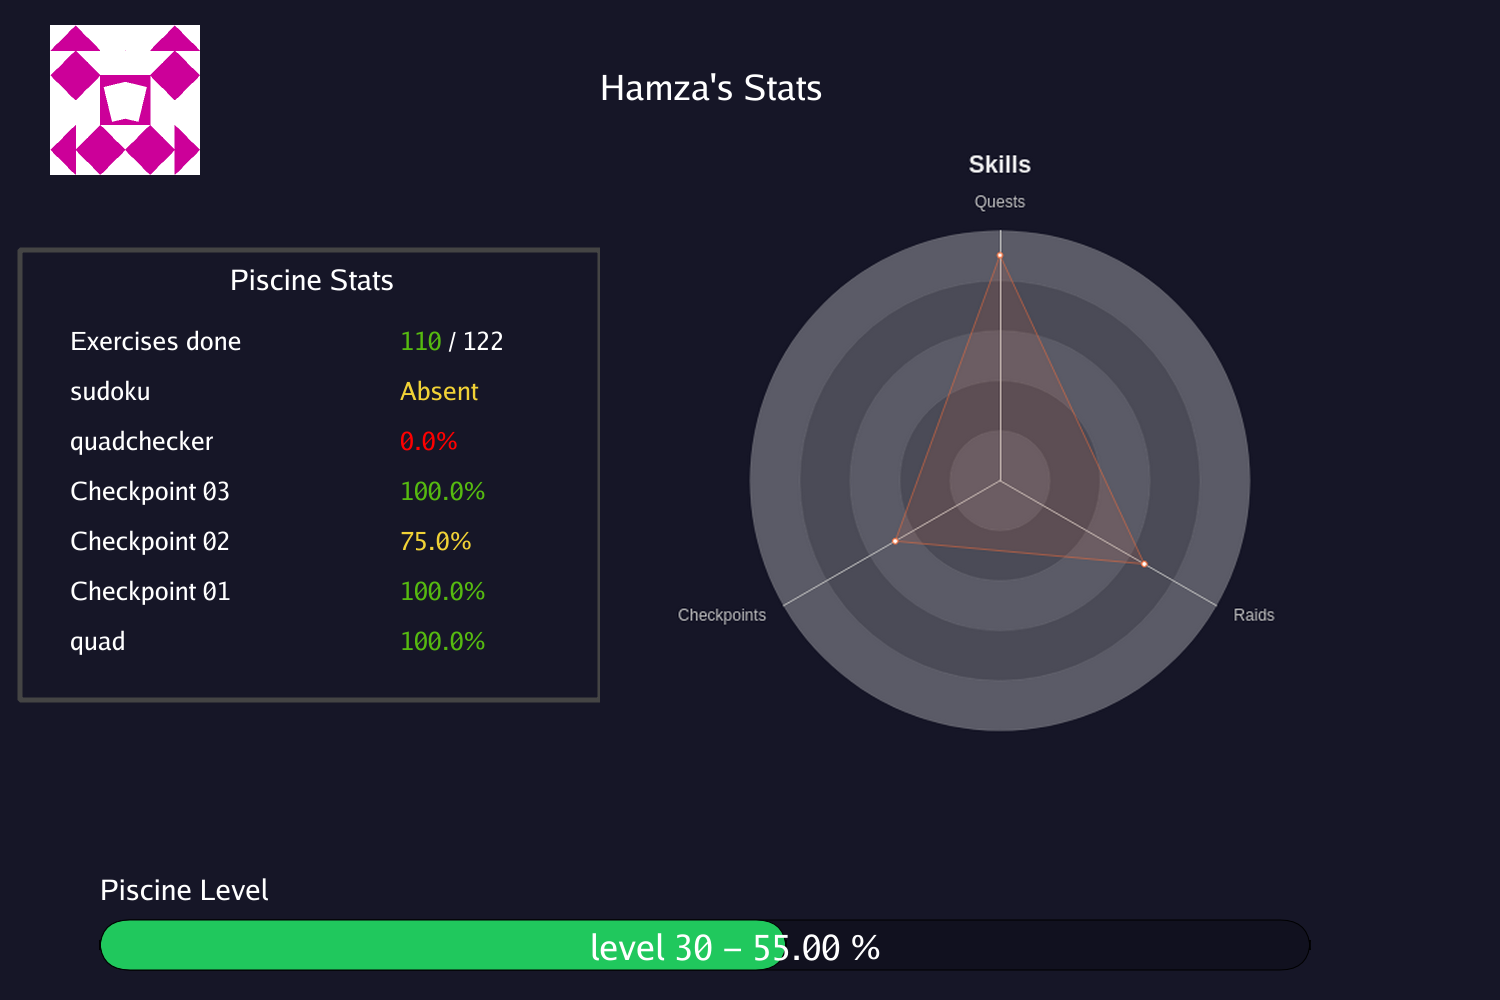 Hamza's Stats
Skills
Quests
Piscine Stats
Exercises done 110 / 122
sudoku Absent
quadchecker 0.0%
Checkpoint 03 100.0%
Checkpoint 02 75.0%
Checkpoint 01 100.0%
quad 100.0%
Checkpoints
Raids
Piscine Level
level 30 – 55.00 %